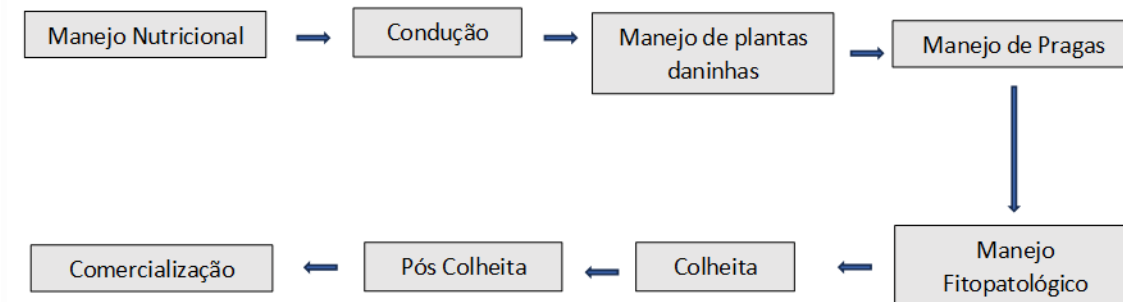 Manejo Nutricional
Condução
Manejo de plantas
daninhas
Manejo de Pragas
Manejo
Fitopatológico
Colheita
Pós Colheita
Comercialização